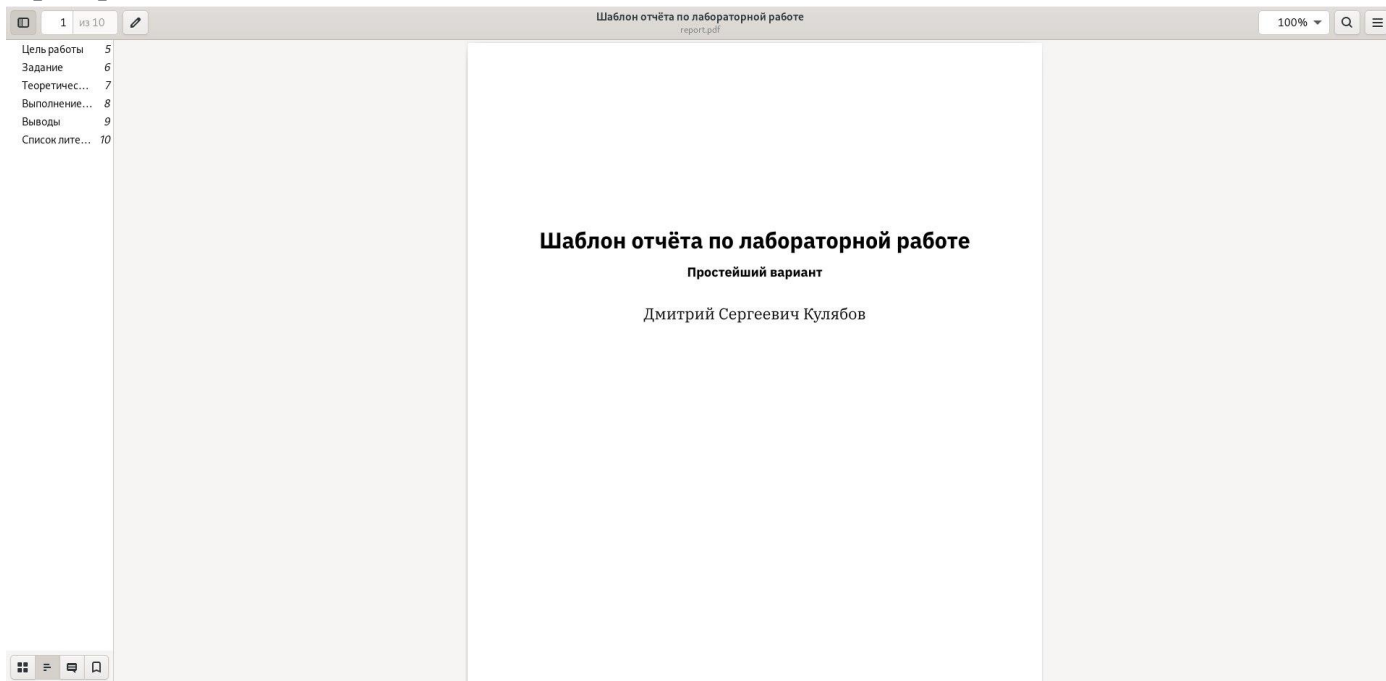 1 из 10
Шаблон отчёта по лабораторной работе
report.pdf
100%
Цель работы 5
Задание 6
Теоретичес… 7
Выполнение… 8
Выводы 9
Список лите… 10
Шаблон отчёта по лабораторной работе
Простейший вариант
Дмитрий Сергеевич Кулябов